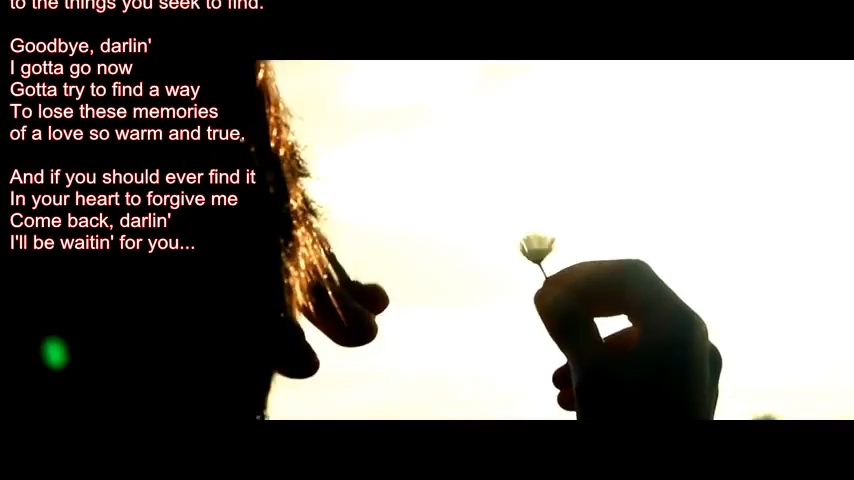 to the things you seek to find.
Goodbye, darlin'
I gotta go now
Gotta try to find a way
To lose these memories
of a love so warm and true,
And if you should ever find it
In your heart to forgive me
Come back, darlin'
I'll be waitin' for you...